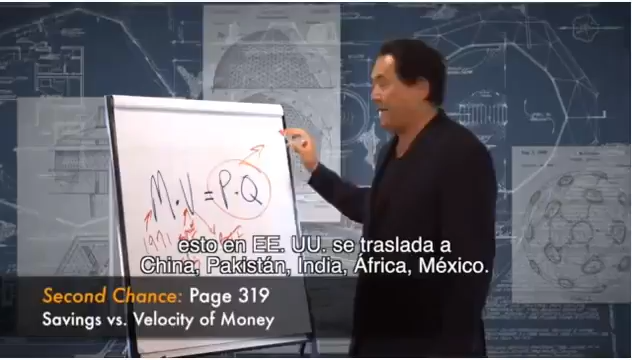 M·V = P·Q
1971
esto en EE. UU. se traslada a
China, Pakistán, India, África, México.
Second Chance: Page 319
Savings vs. Velocity of Money